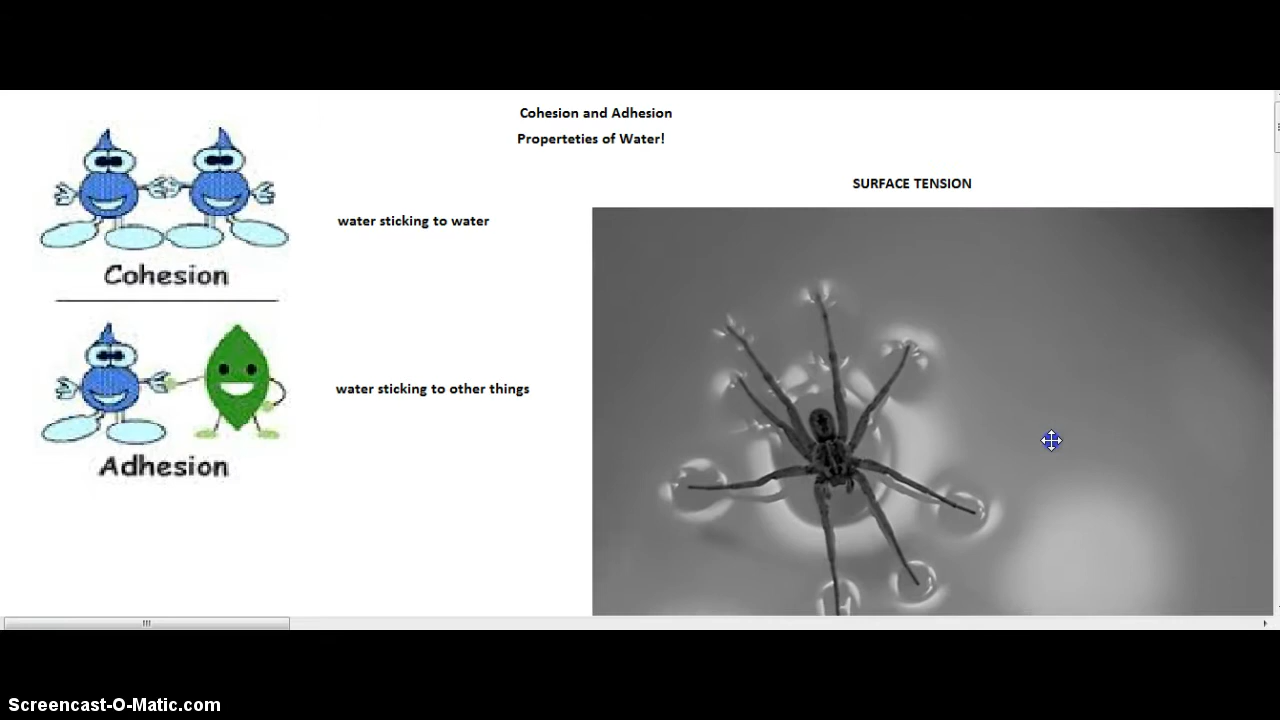 Cohesion and Adhesion
Properteties of Water!
SURFACE TENSION
water sticking to water
Cohesion
water sticking to other things
Adhesion
Screencast-O-Matic.com